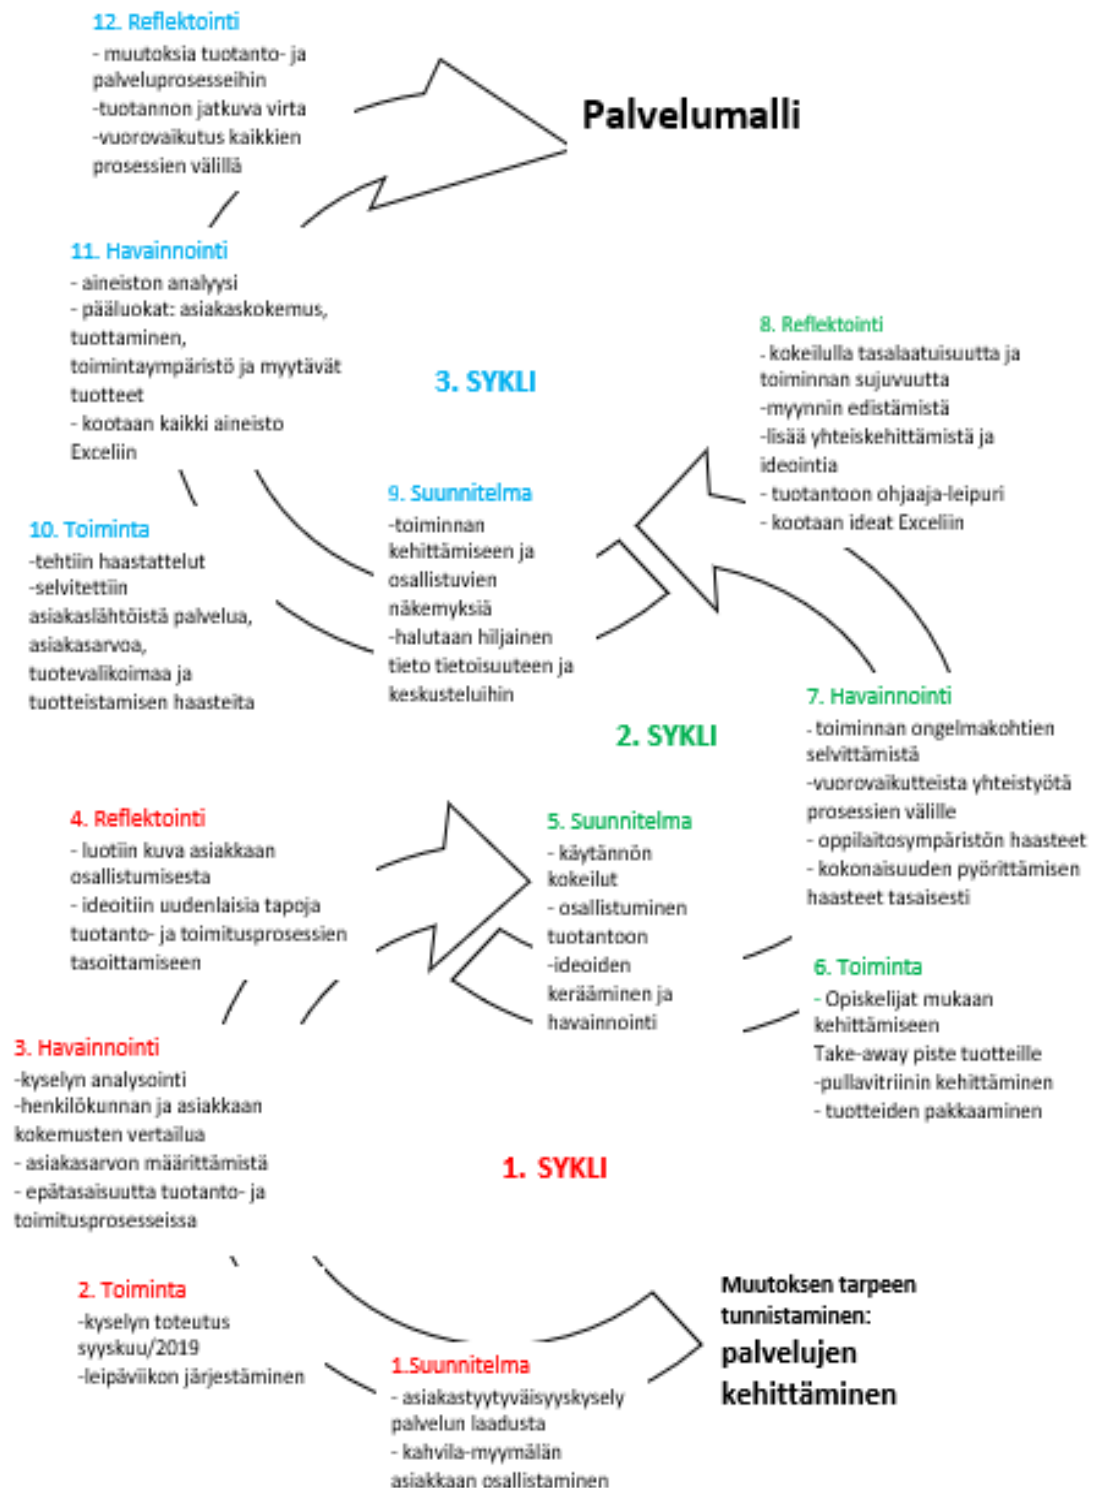 12. Reflektointi
- muutoksia tuotanto- ja
palveluprosesseihin
-tuotannon jatkuva virta
-vuorovaikutus kaikkien
prosessien välillä
Palvelumalli
11. Havainnointi
- aineiston analyysi
- pääluokat: asiakaskokemus,
tuottaminen,
toimintaympäristö ja myytävät
tuotteet
- kootaan kaikki aineisto
Exceliin
3. SYKLI
8. Reflektointi
- kokeilulla tasalaatuisuutta ja
toiminnan sujuvuutta
-myynnin edistämistä
-lisää yhteiskehittämistä ja
ideointia
- tuotantoon ohjaaja-leipuri
- kootaan ideat Exceliin
9. Suunnitelma
-toiminnan
kehittämiseen ja
osallistuvien
näkemyksiä
-halutaan hiljainen
tieto tietoisuuteen ja
keskusteluihin
10. Toiminta
-tehtiin haastattelut
-selvitettiin
asiakaslähtöistä palvelua,
asiakasarvoa,
tuotevalikoimaa ja
tuotteistamisen haasteita
7. Havainnointi
- toiminnan ongelmakohtien
selvittämistä
-vuorovaikutteista yhteistyötä
prosessien välille
- oppilaitosympäristön haasteet
- kokonaisuuden pyörittämisen
haasteet tasaisesti
2. SYKLI
4. Reflektointi
- luotiin kuva asiakkaan
osallistumisesta
- ideoitiin uudenlaisia tapoja
tuotanto- ja toimitusprosessien
tasoittamiseen
5. Suunnitelma
- käytännön
kokeilut
- osallistuminen
tuotantoon
-ideoiden
kerääminen ja
havainnointi
6. Toiminta
- Opiskelijat mukaan
kehittämiseen
Take-away piste tuotteille
-pullavitriinin kehittäminen
- tuotteiden pakkaaminen
3. Havainnointi
-kyselyn analysointi
-henkilökunnan ja asiakkaan
kokemusten vertailua
- asiakasarvon määrittämistä
- epätasaisuutta tuotanto- ja
toimitusprosesseissa
1. SYKLI
2. Toiminta
-kyselyn toteutus
syyskuu/2019
-leipäviikon järjestäminen
1.Suunnitelma
- asiakastyytyväisyyskysely
palvelun laadusta
- kahvila-myymälän
asiakkaan osallistaminen
Muutoksen tarpeen
tunnistaminen:
palvelujen
kehittäminen